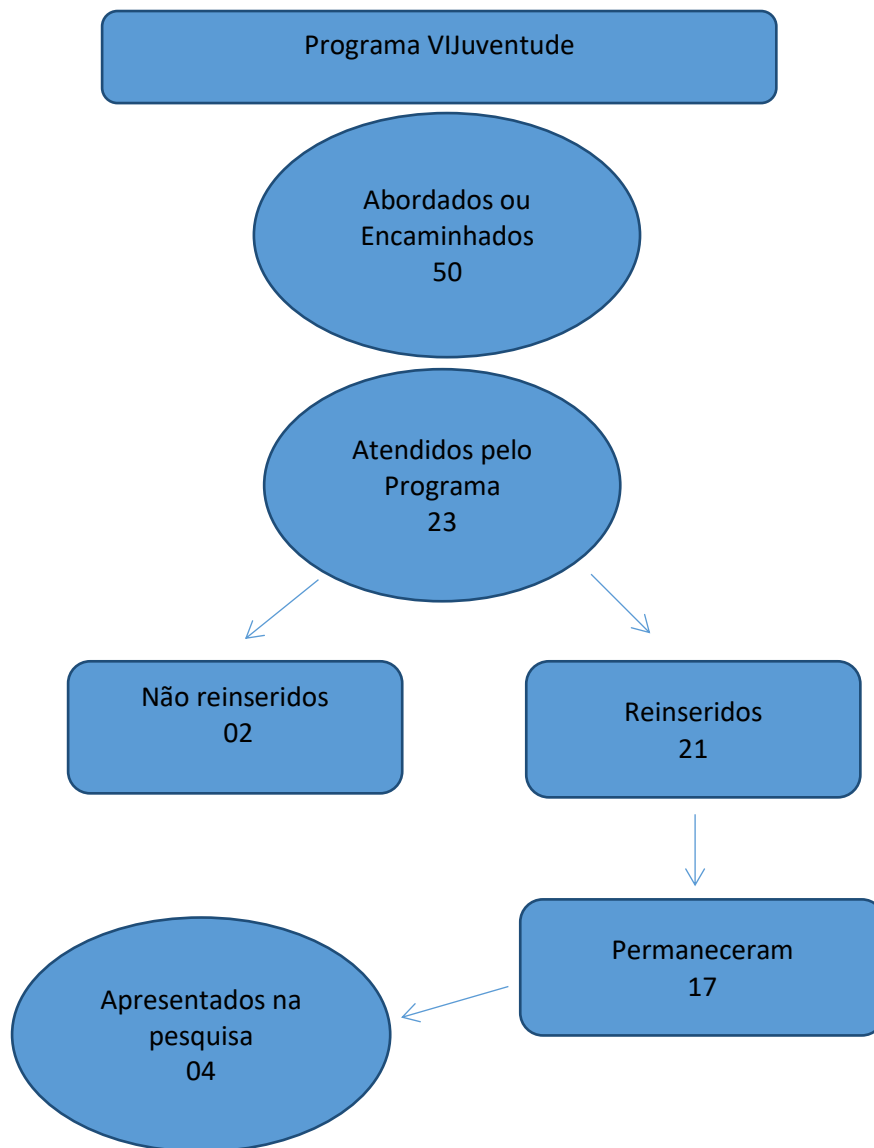 Programa VIJuventude
Abordados ou
Encaminhados
50
Atendidos pelo
Programa
23
Não reinseridos
02
Reinseridos
21
Permaneceram
17
Apresentados na
pesquisa
04